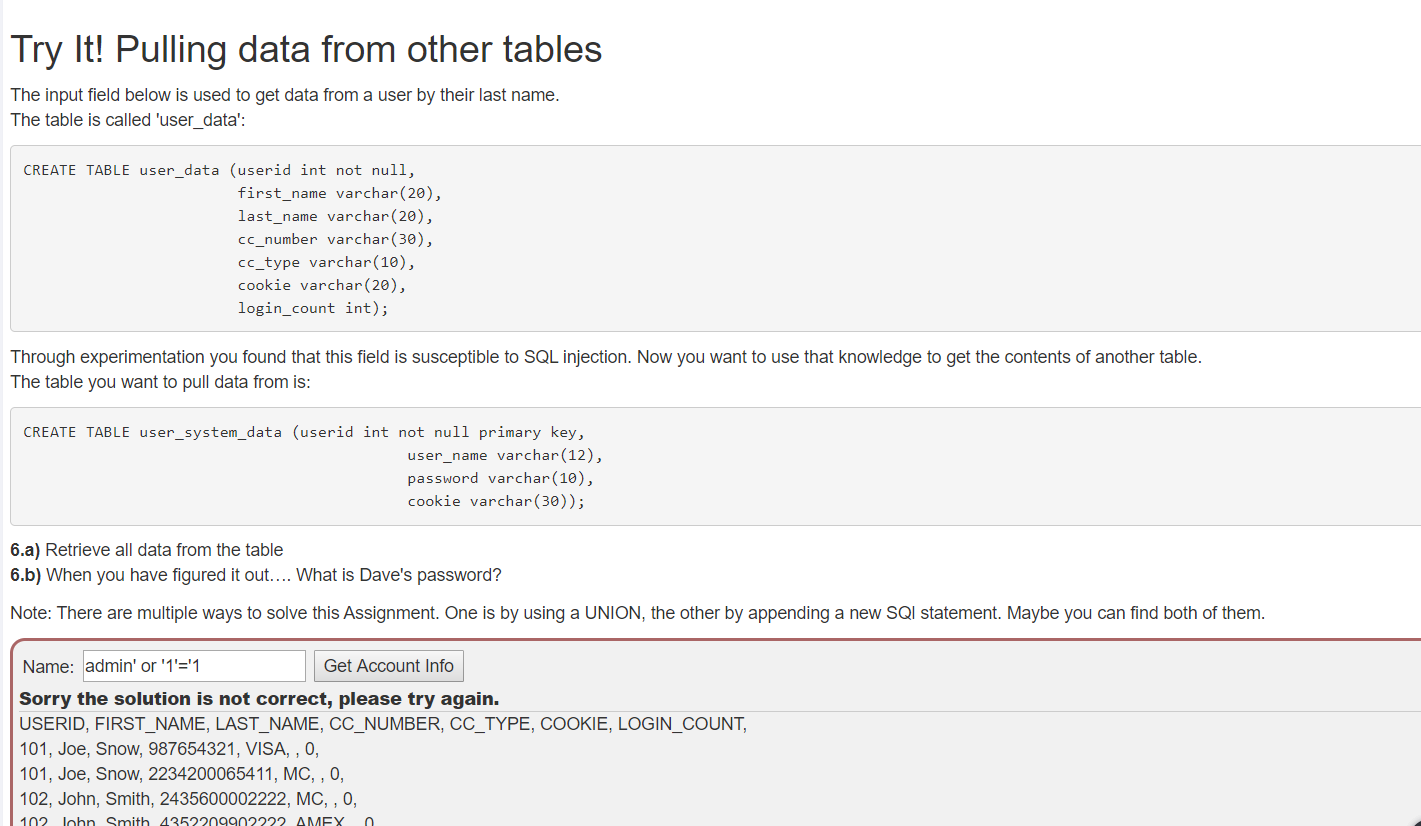 Try It! Pulling data from other tables
The input field below is used to get data from a user by their last name.
The table is called 'user_data':
CREATE TABLE user_data (userid int not null,
first_name varchar(20),
last_name varchar(20),
cc_number varchar(30),
cc_type varchar(10),
cookie varchar(20),
login_count int);
Through experimentation you found that this field is susceptible to SQL injection. Now you want to use that knowledge to get the contents of another table.
The table you want to pull data from is:
CREATE TABLE user_system_data (userid int not null primary key,
user_name varchar(12),
password varchar(10),
cookie varchar(30));
6.a) Retrieve all data from the table
6.b) When you have figured it out.... What is Dave's password?
Note: There are multiple ways to solve this Assignment. One is by using a UNION, the other by appending a new SQl statement. Maybe you can find both of them.
Name: admin' or '1'='1 Get Account Info
Sorry the solution is not correct, please try again.
USERID, FIRST_NAME, LAST_NAME, CC_NUMBER, CC_TYPE, COOKIE, LOGIN_COUNT,
101, Joe, Snow, 987654321, VISA, , 0,
101, Joe, Snow, 2234200065411, MC, , 0,
102, John, Smith, 2435600002222, MC, , 0,
102, John, Smith, 4352209902222, AMEX, , 0,